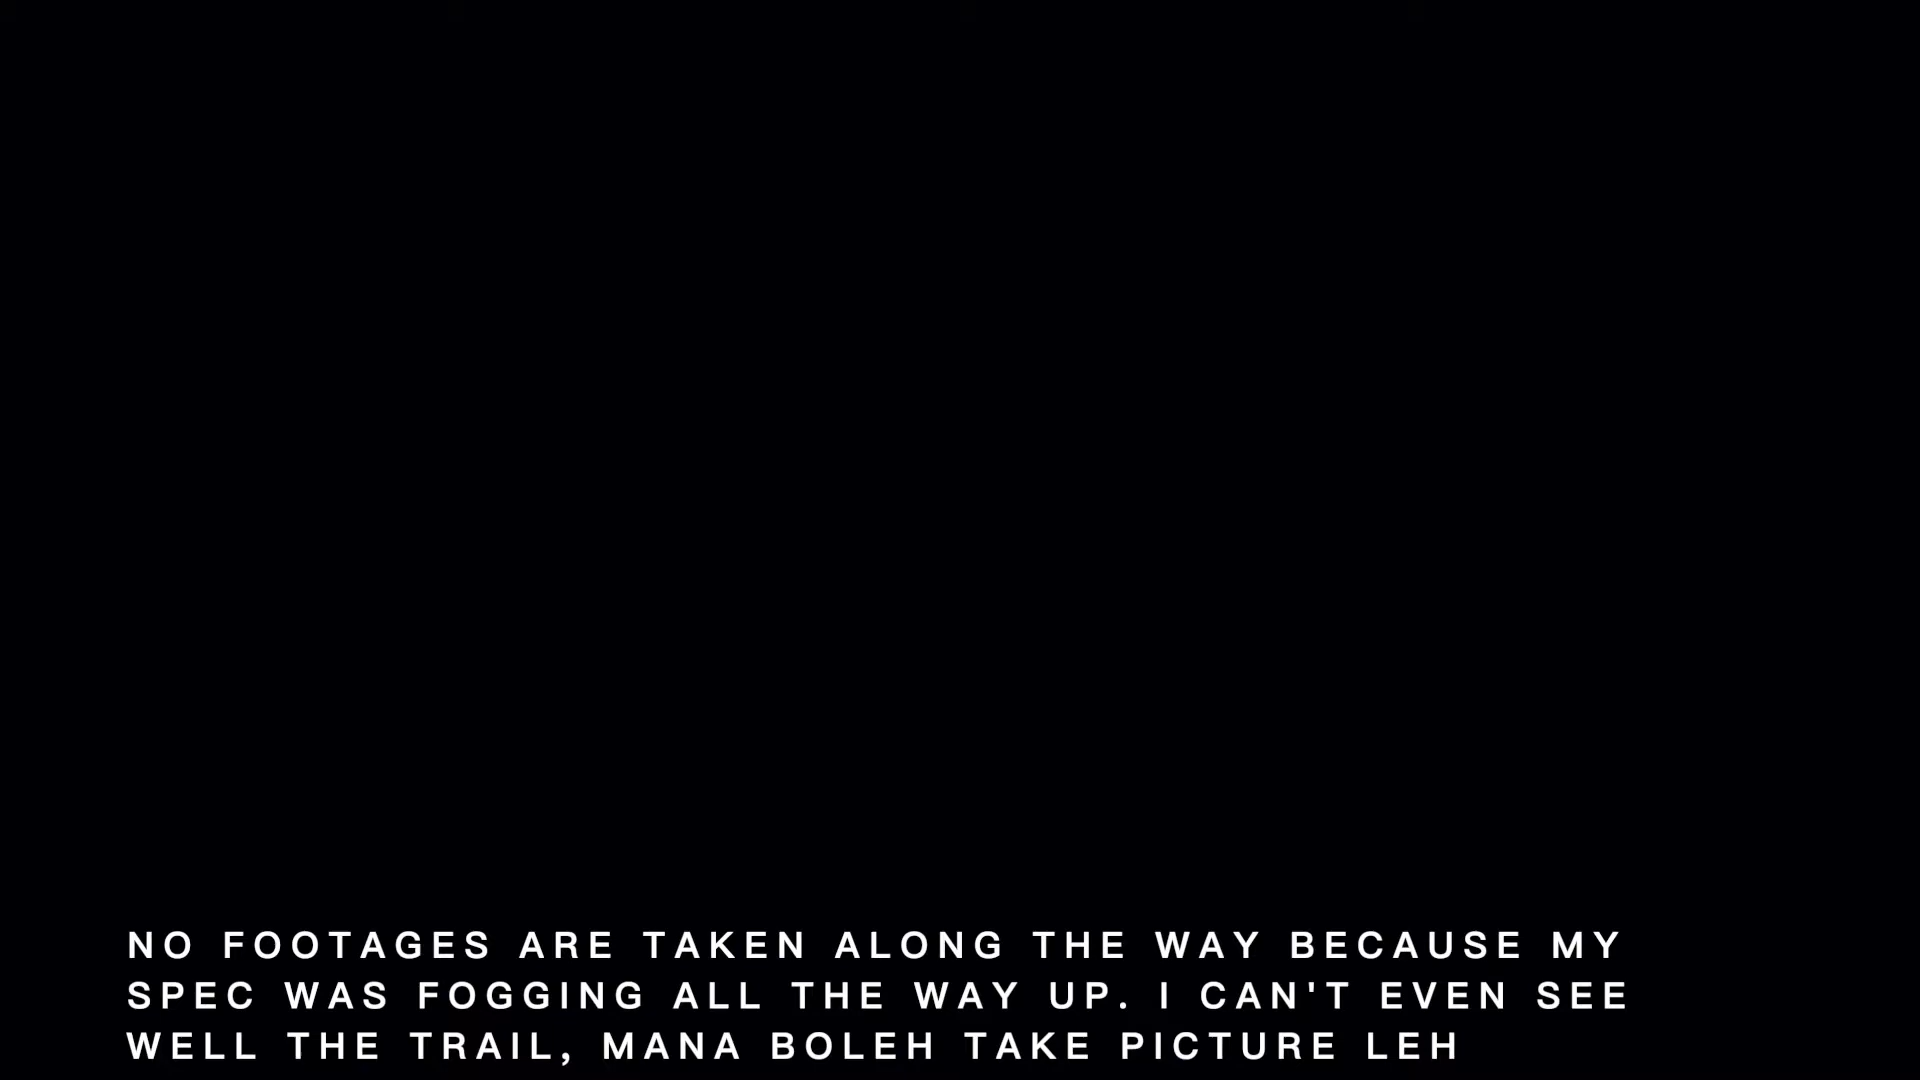 NO FOOTAGES ARE TAKEN ALONG THE WAY BECAUSE MY
SPEC WAS FOGGING ALL THE WAY UP. I CAN'T EVEN SEE
WELL THE TRAIL, MANA BOLEH TAKE PICTURE LEH